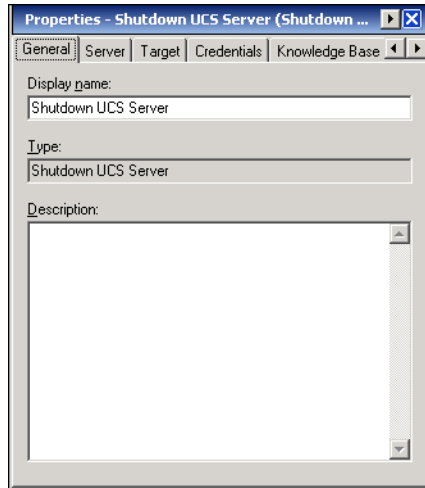 Properties - Shutdown UCS Server (Shutdown ...
General Server Target Credentials Knowledge Base
Display name:
Shutdown UCS Server
Type:
Shutdown UCS Server
Description: